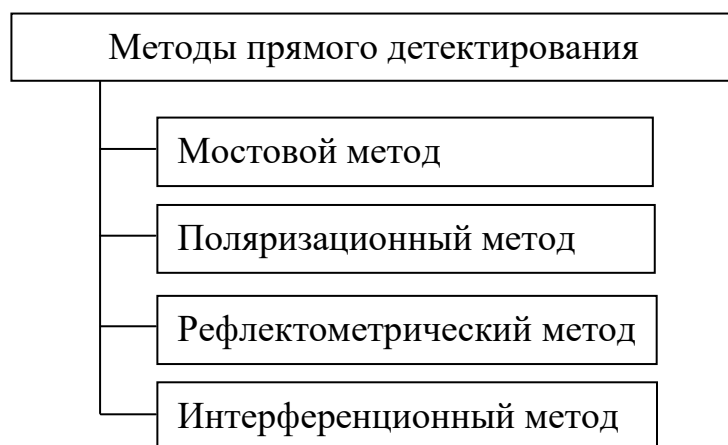 Методы прямого детектирования
Мостовой метод
Поляризационный метод
Рефлектометрический метод
Интерференционный метод